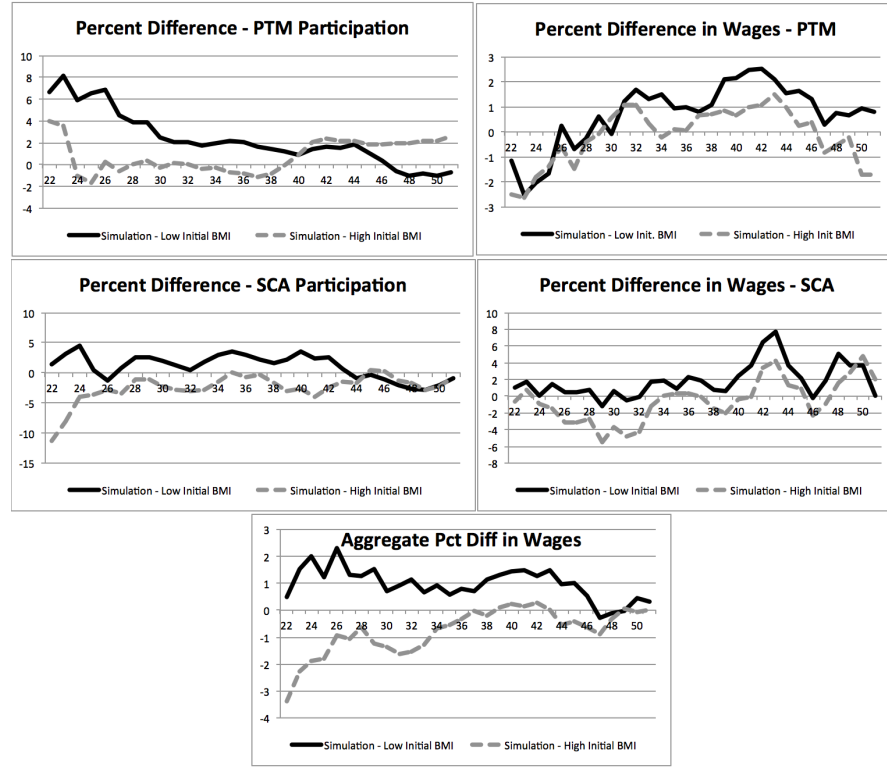 Percent Difference - PTM Participation
10
8
6
4
2
0
-2
-4
22 24 26 28 30 32 34 36 38 40 42 44 46 48 50
Simulation - Low Initial BMI Simulation - High Initial BMI
Percent Difference in Wages - PTM
3
2
1
0
-1
-2
-3
22 24 26 28 30 32 34 36 38 40 42 44 46 48 50
Simulation - Low Init. BMI Simulation - High Init BMI
Percent Difference - SCA Participation
10
5
0
-5
-10
-15
22 24 26 28 30 32 34 36 38 40 42 44 46 48 50
Simulation - Low Initial BMI Simulation - High Initial BMI
Percent Difference in Wages - SCA
10
8
6
4
2
0
-2
-4
-6
-8
22 24 26 28 30 32 34 36 38 40 42 44 46 48 50
Simulation - Low Initial BMI Simulation - High Initial BMI
Aggregate Pct Diff in Wages
3
2
1
0
-1
-2
-3
-4
22 24 26 28 30 32 34 36 38 40 42 44 46 48 50
Simulation - Low Initial BMI Simulation - High Initial BMI